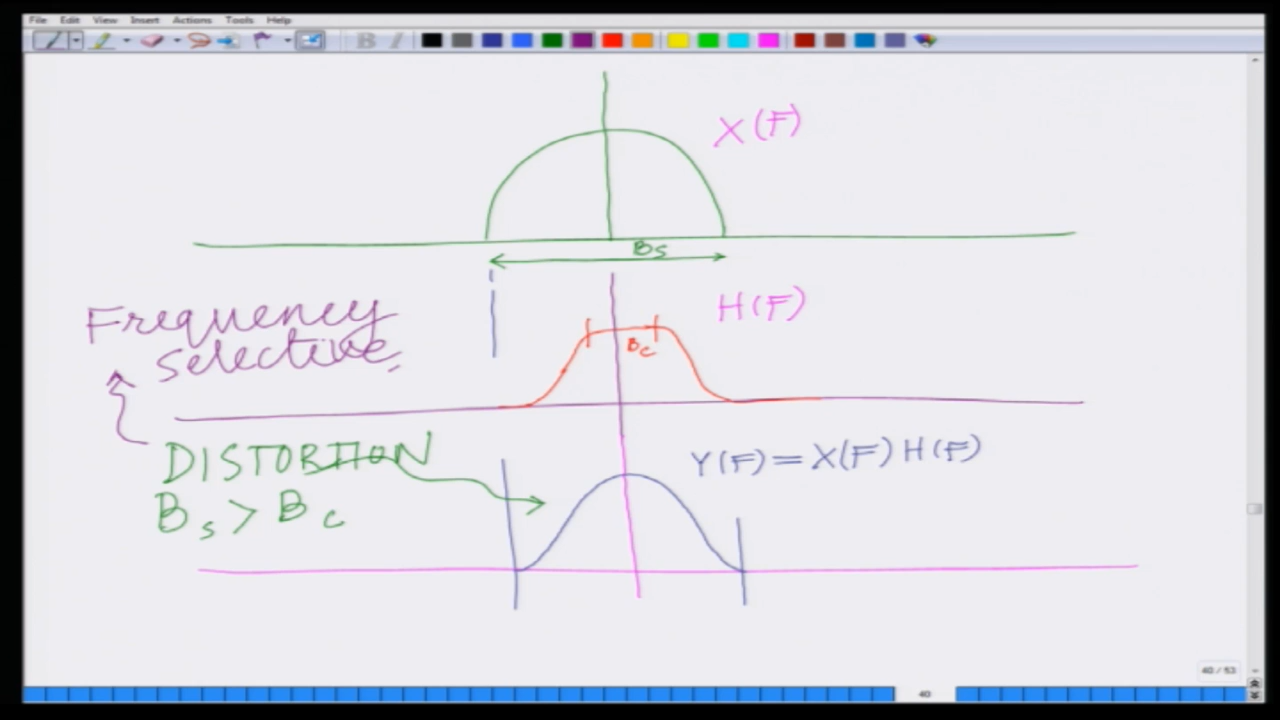 File Edit View Insert Actions Tools Help
B I
X(F)
Bs
H(F)
Bc
Frequency
selective
DISTORTION
Bs > Bc
Y(F) = X(F) H(F)
40 / 53
40